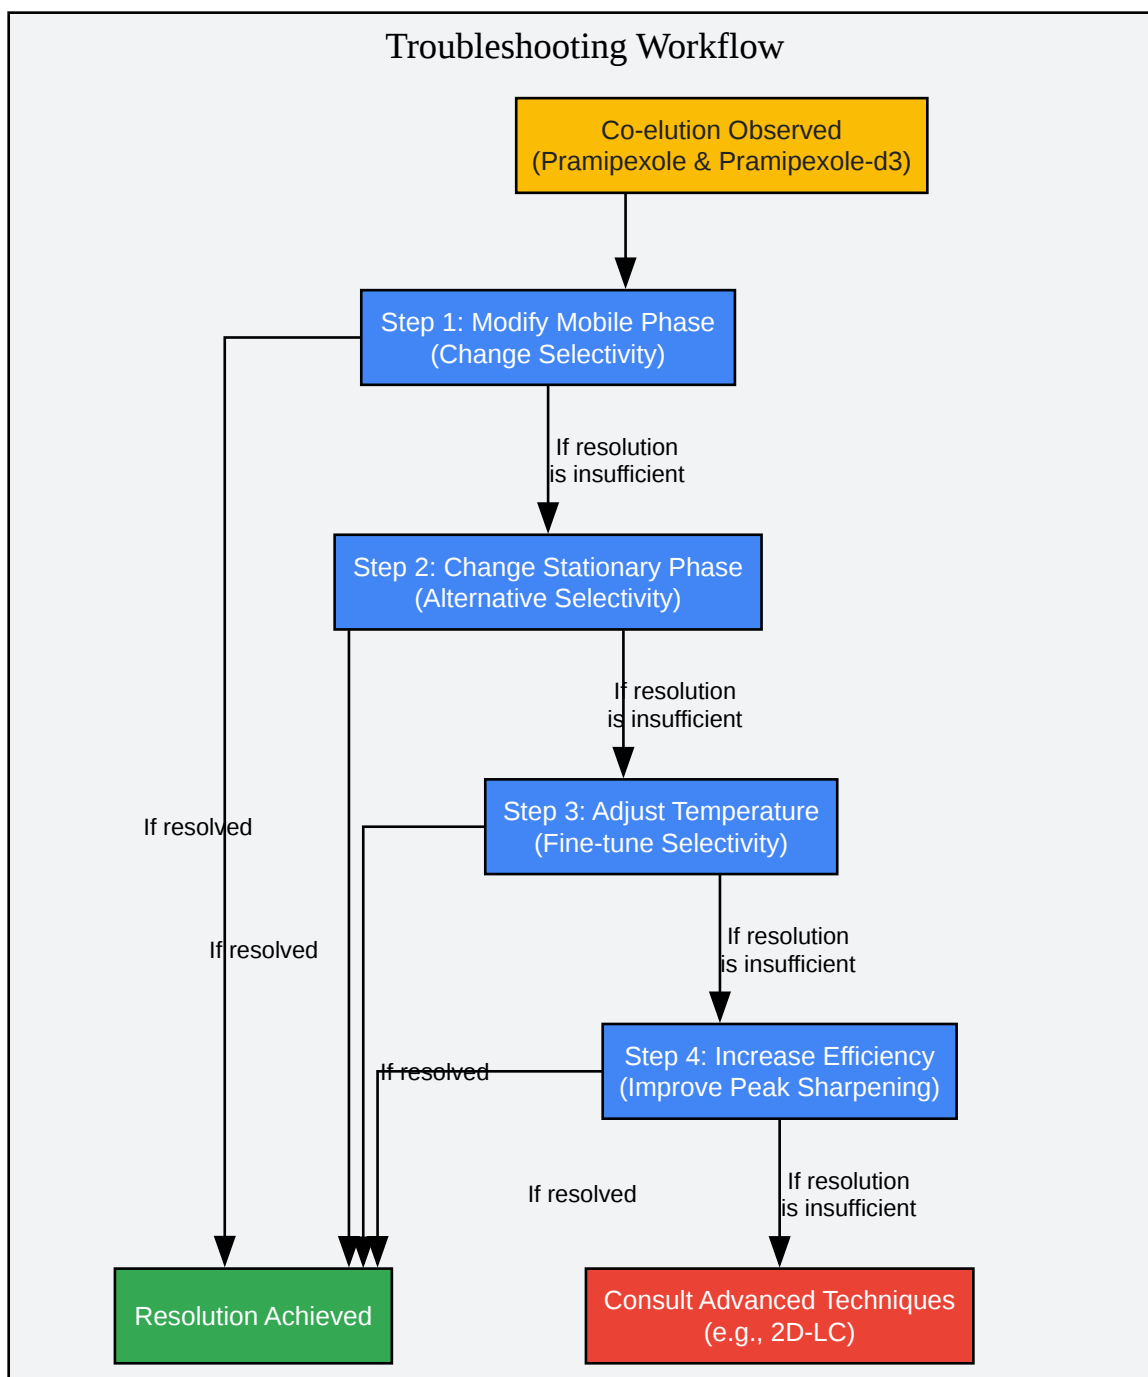 Troubleshooting Workflow
Co-elution Observed
(Pramipexole & Pramipexole-d3)
Step 1: Modify Mobile Phase
(Change Selectivity)
If resolution
is insufficient
Step 2: Change Stationary Phase
(Alternative Selectivity)
If resolution
is insufficient
Step 3: Adjust Temperature
(Fine-tune Selectivity)
If resolved
If resolution
is insufficient
If resolved
Step 4: Increase Efficiency
(Improve Peak Sharpening)
If resolved
If resolution
is insufficient
If resolved
Resolution Achieved
Consult Advanced Techniques
(e.g., 2D-LC)